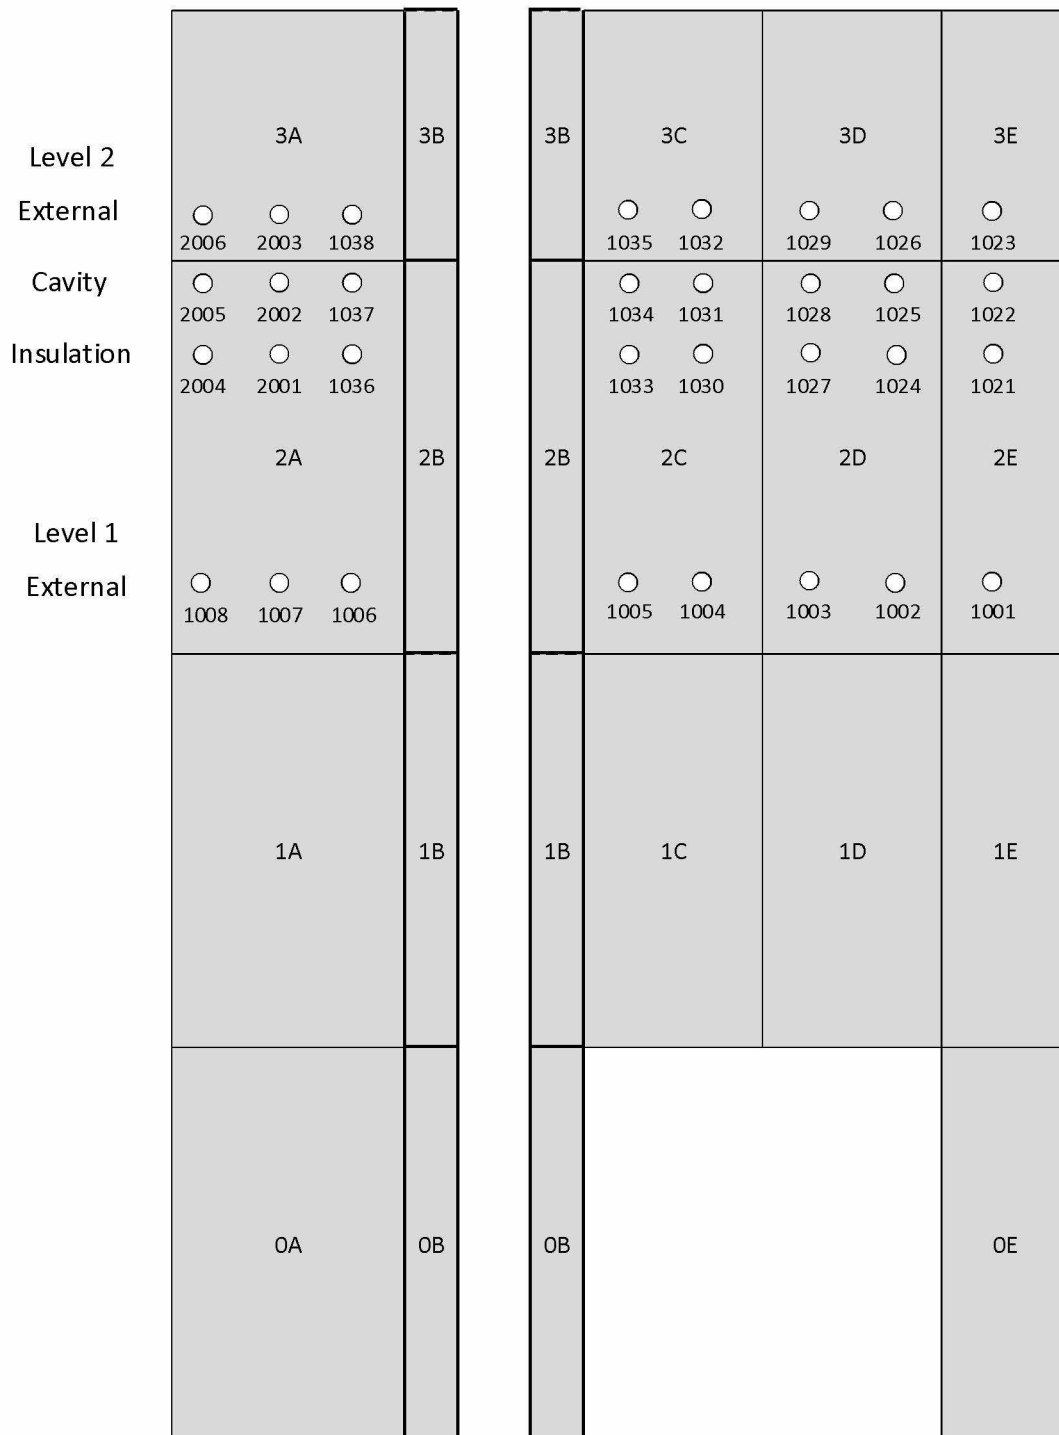 3A 3B 3B 3C 3D 3E
Level 2
External
2006 2003 1038 1035 1032 1029 1026 1023
Cavity
2005 2002 1037 1034 1031 1028 1025 1022
Insulation
2004 2001 1036 1033 1030 1027 1024 1021
2A 2B 2B 2C 2D 2E
Level 1
External
1008 1007 1006 1005 1004 1003 1002 1001
1A 1B 1B 1C 1D 1E
0A 0B 0B 0E